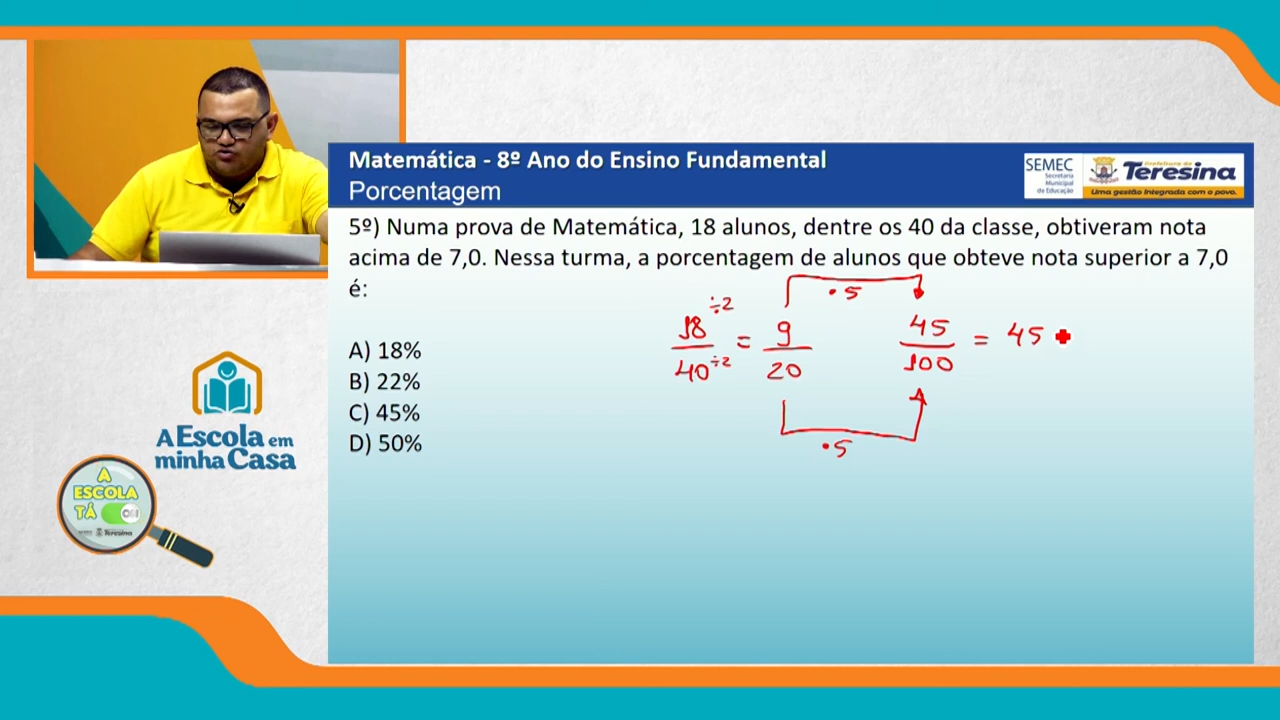 Matemática - 8º Ano do Ensino Fundamental
Porcentagem
SEMEC
Secretaria
Municipal
de Educação
Prefeitura de
Teresina
Uma gestão integrada com o povo.
5º) Numa prova de Matemática, 18 alunos, dentre os 40 da classe, obtiveram nota
acima de 7,0. Nessa turma, a porcentagem de alunos que obteve nota superior a 7,0
é:
A) 18%
B) 22%
C) 45%
D) 50%
18 ÷2
40 ÷2
=
9
20
· 5
· 5
45
100
= 45
A Escola em
minha Casa
A
ESCOLA
TÁ ON
Teresina